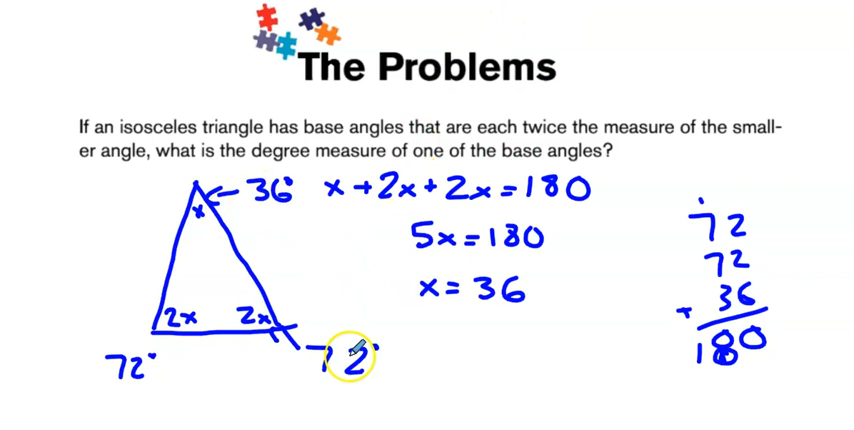 The Problems
If an isosceles triangle has base angles that are each twice the measure of the small-
er angle, what is the degree measure of one of the base angles?
36° x + 2x + 2x = 180
x
5x = 180
x = 36
2x 2x
72°
72°
72
72
+ 36
180